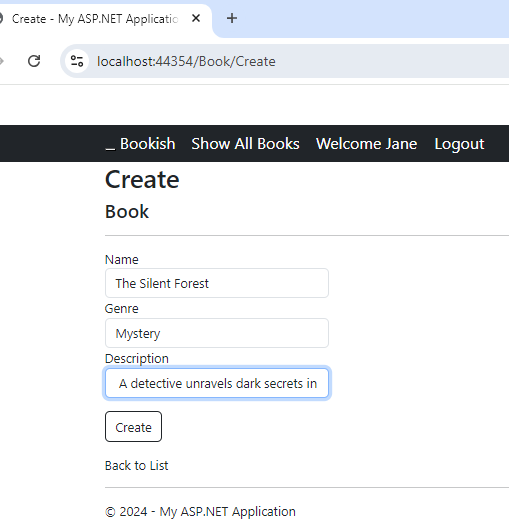 Create - My ASP.NET Applicatio
localhost:44354/Book/Create
_ Bookish Show All Books Welcome Jane Logout
Create
Book
Name
The Silent Forest
Genre
Mystery
Description
A detective unravels dark secrets in
Create
Back to List
© 2024 - My ASP.NET Application